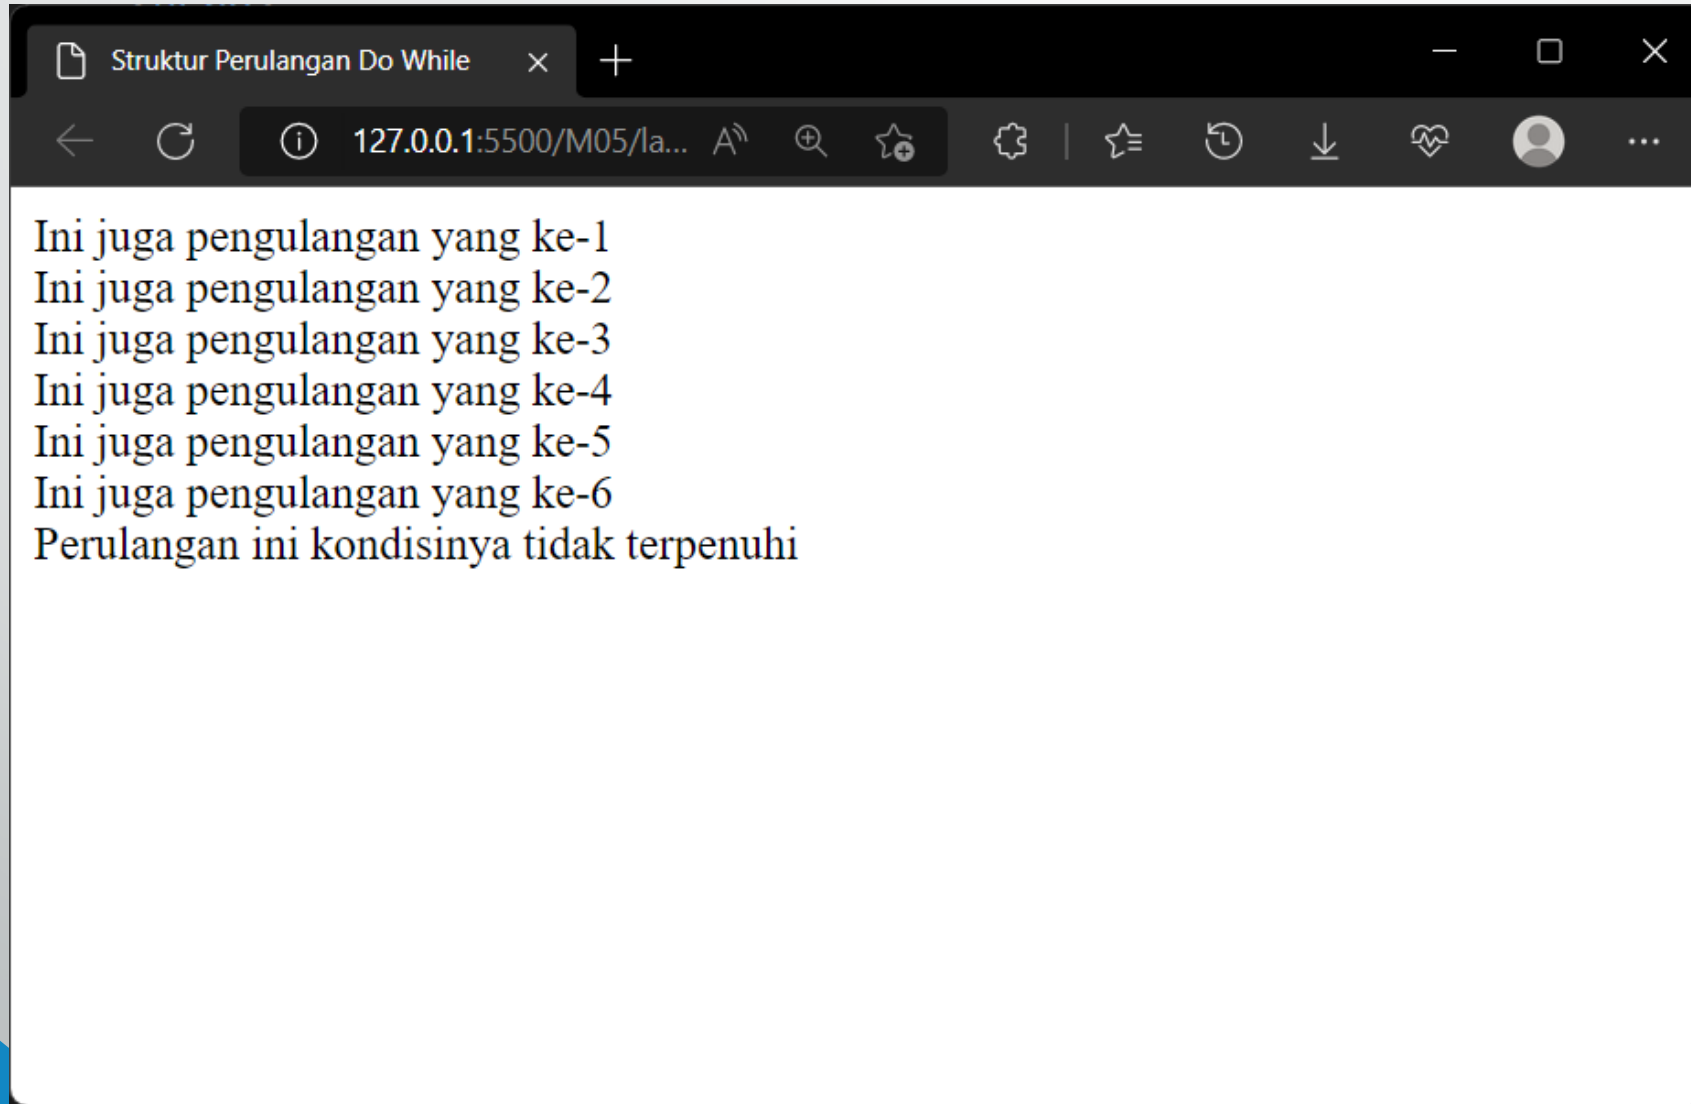 Struktur Perulangan Do While
127.0.0.1:5500/M05/la...
Ini juga pengulangan yang ke-1
Ini juga pengulangan yang ke-2
Ini juga pengulangan yang ke-3
Ini juga pengulangan yang ke-4
Ini juga pengulangan yang ke-5
Ini juga pengulangan yang ke-6
Perulangan ini kondisinya tidak terpenuhi